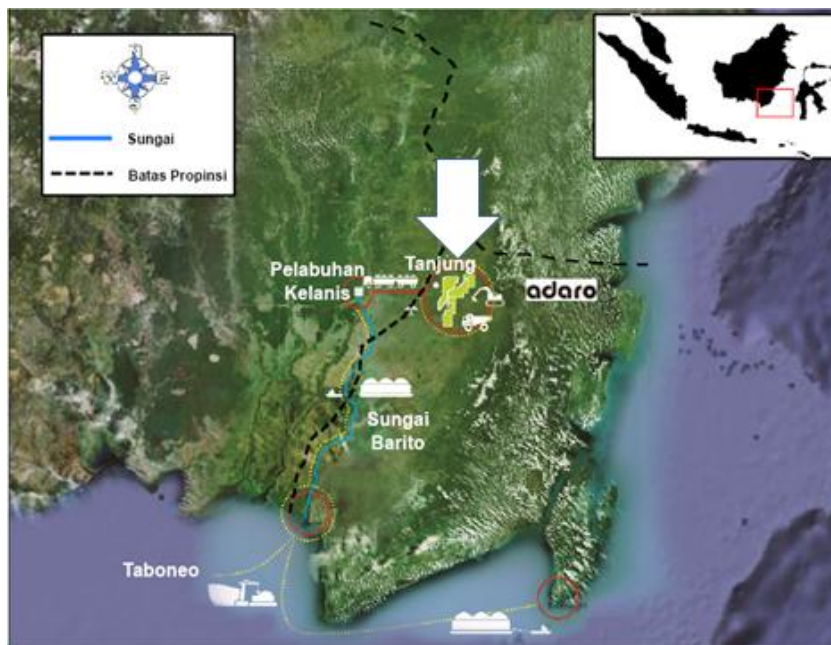 N
W E
S
Sungai
Batas Propinsi
Tanjung
Pelabuhan
Kelanis
adaro
Sungai
Barito
Taboneo